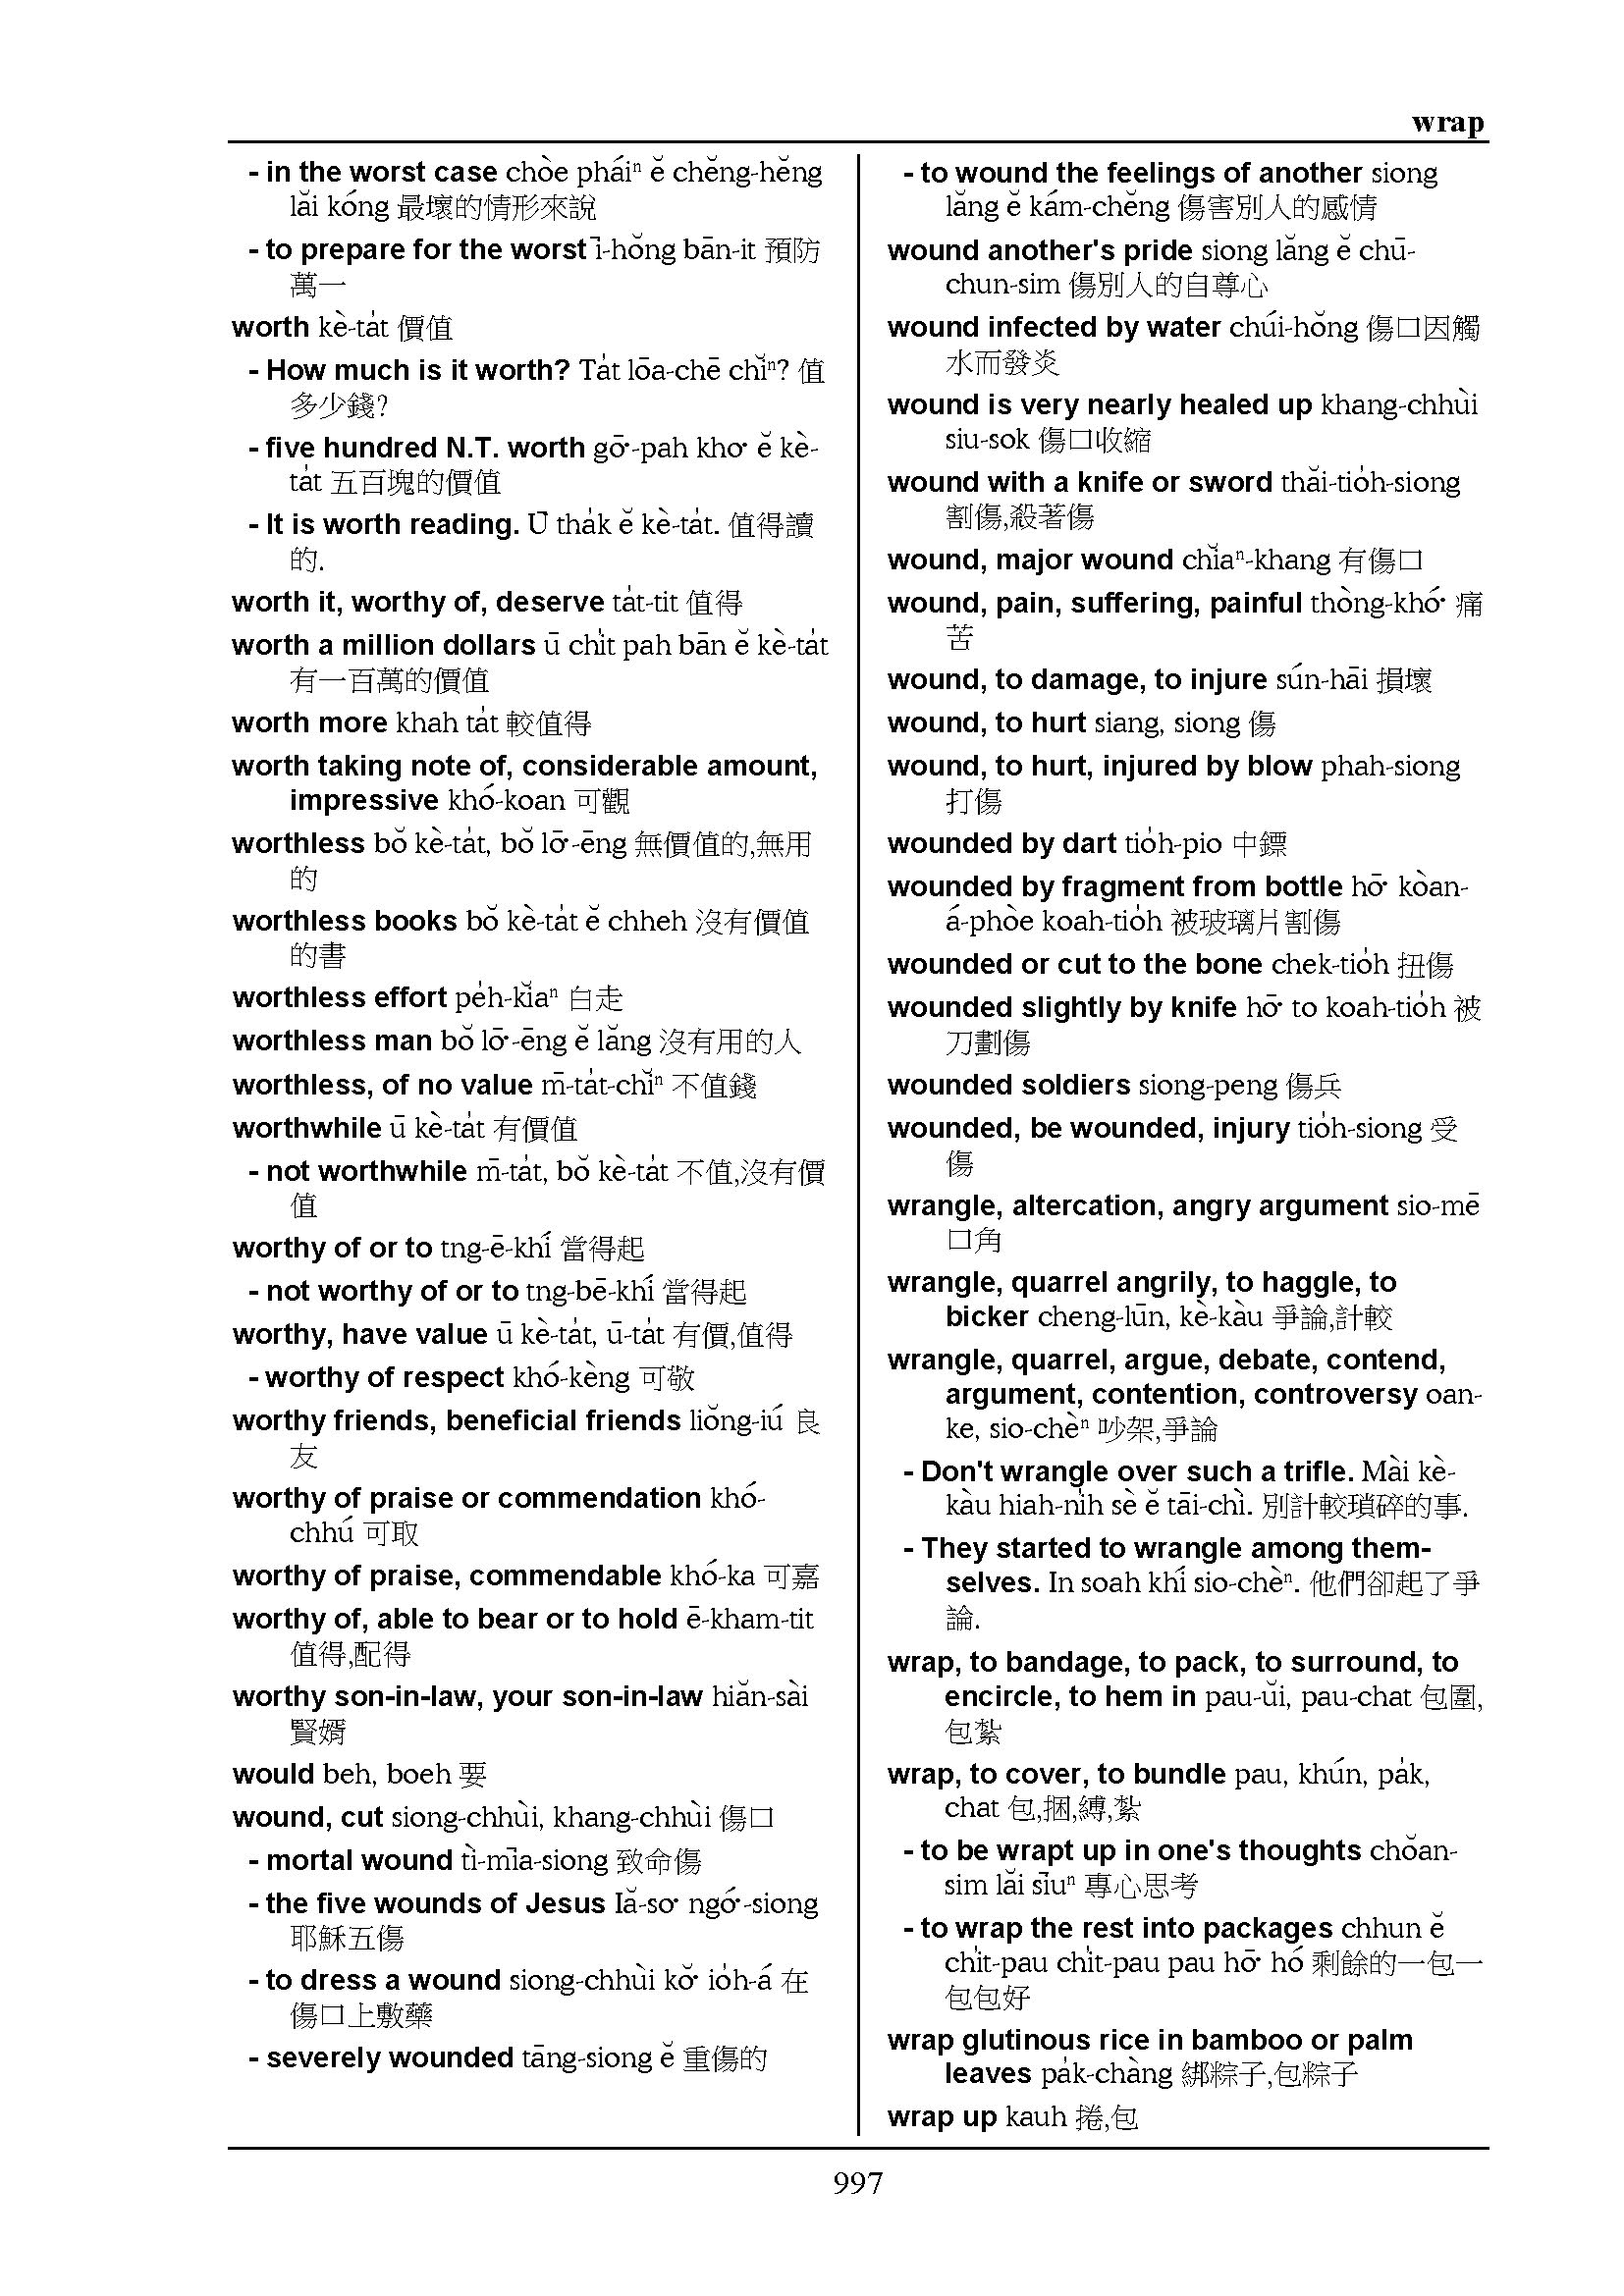 wrap
- in the worst case chòe pháiⁿ ĕ chĕng-hĕng
lăi kóng 最壞的情形來說
- to prepare for the worst ī-hŏng bān-it 預防
萬一
worth kè-ta̍t 價值
- How much is it worth? Ta̍t lōa-chē chĭⁿ? 值
多少錢?
- five hundred N.T. worth gō͘-pah kho͘ ĕ kè-
ta̍t 五百塊的價值
- It is worth reading. Ū tha̍k ĕ kè-ta̍t. 值得讀
的.
worth it, worthy of, deserve ta̍t-tit 值得
worth a million dollars ū chi̍t pah bān ĕ kè-ta̍t
有一百萬的價值
worth more khah ta̍t 較值得
worth taking note of, considerable amount,
impressive khó-koan 可觀
worthless bŏ kè-ta̍t, bŏ lō͘-ēng 無價值的,無用
的
worthless books bŏ kè-ta̍t ĕ chheh 沒有價值
的書
worthless effort pe̍h-kĭaⁿ 白走
worthless man bŏ lō͘-ēng ĕ lăng 沒有用的人
worthless, of no value m̄-ta̍t-chĭⁿ 不值錢
worthwhile ū kè-ta̍t 有價值
- not worthwhile m̄-ta̍t, bŏ kè-ta̍t 不值,沒有價
值
worthy of or to tng-ē-khí 當得起
- not worthy of or to tng-bē-khí 當得起
worthy, have value ū kè-ta̍t, ū-ta̍t 有價,值得
- worthy of respect khó-kèng 可敬
worthy friends, beneficial friends liŏng-iú 良
友
worthy of praise or commendation khó-
chhú 可取
worthy of praise, commendable khó-ka 可嘉
worthy of, able to bear or to hold ē-kham-tit
值得,配得
worthy son-in-law, your son-in-law hiăn-sài
賢婿
would beh, boeh 要
wound, cut siong-chhùi, khang-chhùi 傷口
- mortal wound tì-mīa-siong 致命傷
- the five wounds of Jesus Iă-so͘ ngó͘-siong
耶穌五傷
- to dress a wound siong-chhùi kŏ͘ io̍h-á 在
傷口上敷藥
- severely wounded tāng-siong ĕ 重傷的
- to wound the feelings of another siong
lăng ĕ kám-chĕng 傷害別人的感情
wound another's pride siong lăng ĕ chū-
chun-sim 傷別人的自尊心
wound infected by water chúi-hŏng 傷口因觸
水而發炎
wound is very nearly healed up khang-chhùi
siu-sok 傷口收縮
wound with a knife or sword thăi-tio̍h-siong
割傷,殺著傷
wound, major wound chĭaⁿ-khang 有傷口
wound, pain, suffering, painful thòng-khó͘ 痛
苦
wound, to damage, to injure sún-hāi 損壞
wound, to hurt siang, siong 傷
wound, to hurt, injured by blow phah-siong
打傷
wounded by dart tio̍h-pio 中鏢
wounded by fragment from bottle hō͘ kòan-
á-phòe koah-tio̍h 被玻璃片割傷
wounded or cut to the bone chek-tio̍h 扭傷
wounded slightly by knife hō͘ to koah-tio̍h 被
刀劃傷
wounded soldiers siong-peng 傷兵
wounded, be wounded, injury tio̍h-siong 受
傷
wrangle, altercation, angry argument sio-mē
口角
wrangle, quarrel angrily, to haggle, to
bicker cheng-lūn, kè-kàu 爭論,計較
wrangle, quarrel, argue, debate, contend,
argument, contention, controversy oan-
ke, sio-chèⁿ 吵架,爭論
- Don't wrangle over such a trifle. Mài kè-
kàu hiah-ni̍h sè ĕ tāi-chì. 別計較瑣碎的事.
- They started to wrangle among them-
selves. In soah khí sio-chèⁿ. 他們卻起了爭
論.
wrap, to bandage, to pack, to surround, to
encircle, to hem in pau-ŭi, pau-chat 包圍,
包紮
wrap, to cover, to bundle pau, khún, pa̍k,
chat 包,捆,縛,紮
- to be wrapt up in one's thoughts chŏan-
sim lăi sīuⁿ 專心思考
- to wrap the rest into packages chhun ĕ
chi̍t-pau chi̍t-pau pau hō͘ hó 剩餘的一包一
包包好
wrap glutinous rice in bamboo or palm
leaves pa̍k-chàng 綁粽子,包粽子
wrap up kauh 捲,包
997